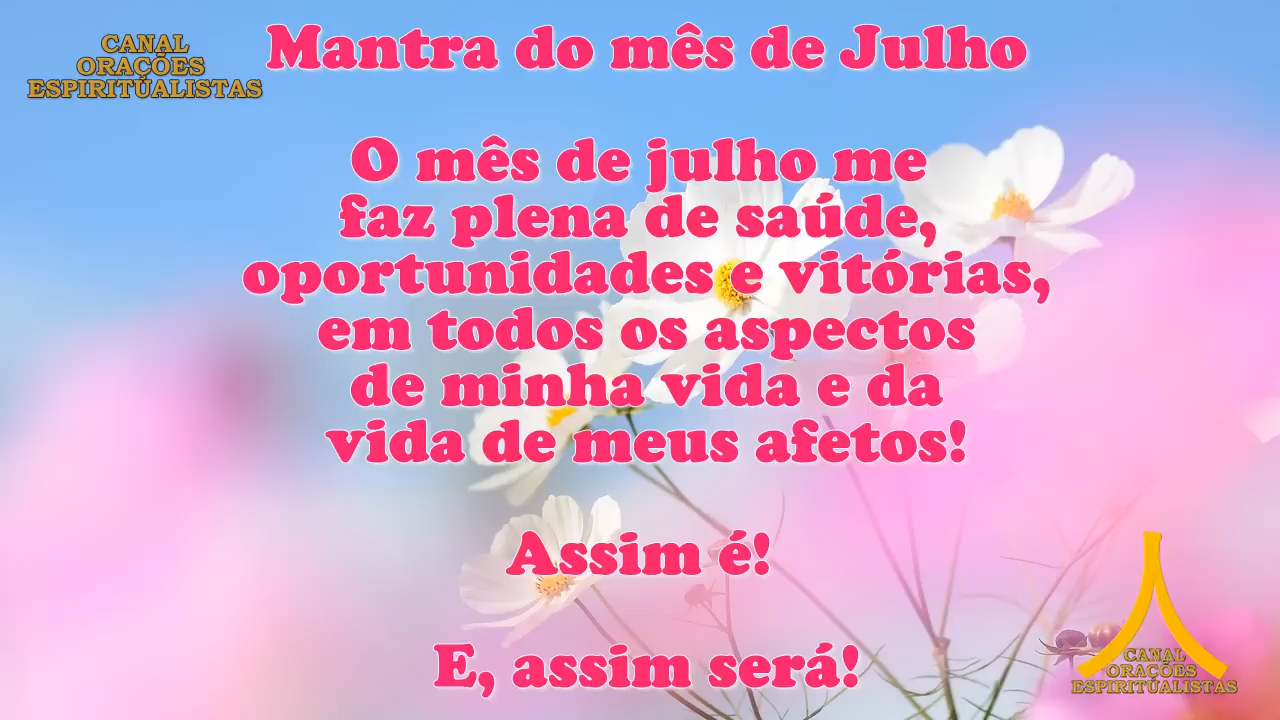 CANAL
ORAÇÕES
ESPIRITUALISTAS
Mantra do mês de Julho
O mês de julho me
faz plena de saúde,
oportunidades e vitórias,
em todos os aspectos
de minha vida e da
vida de meus afetos!
Assim é!
E, assim será!
CANAL
ORAÇÕES
ESPIRITUALISTAS